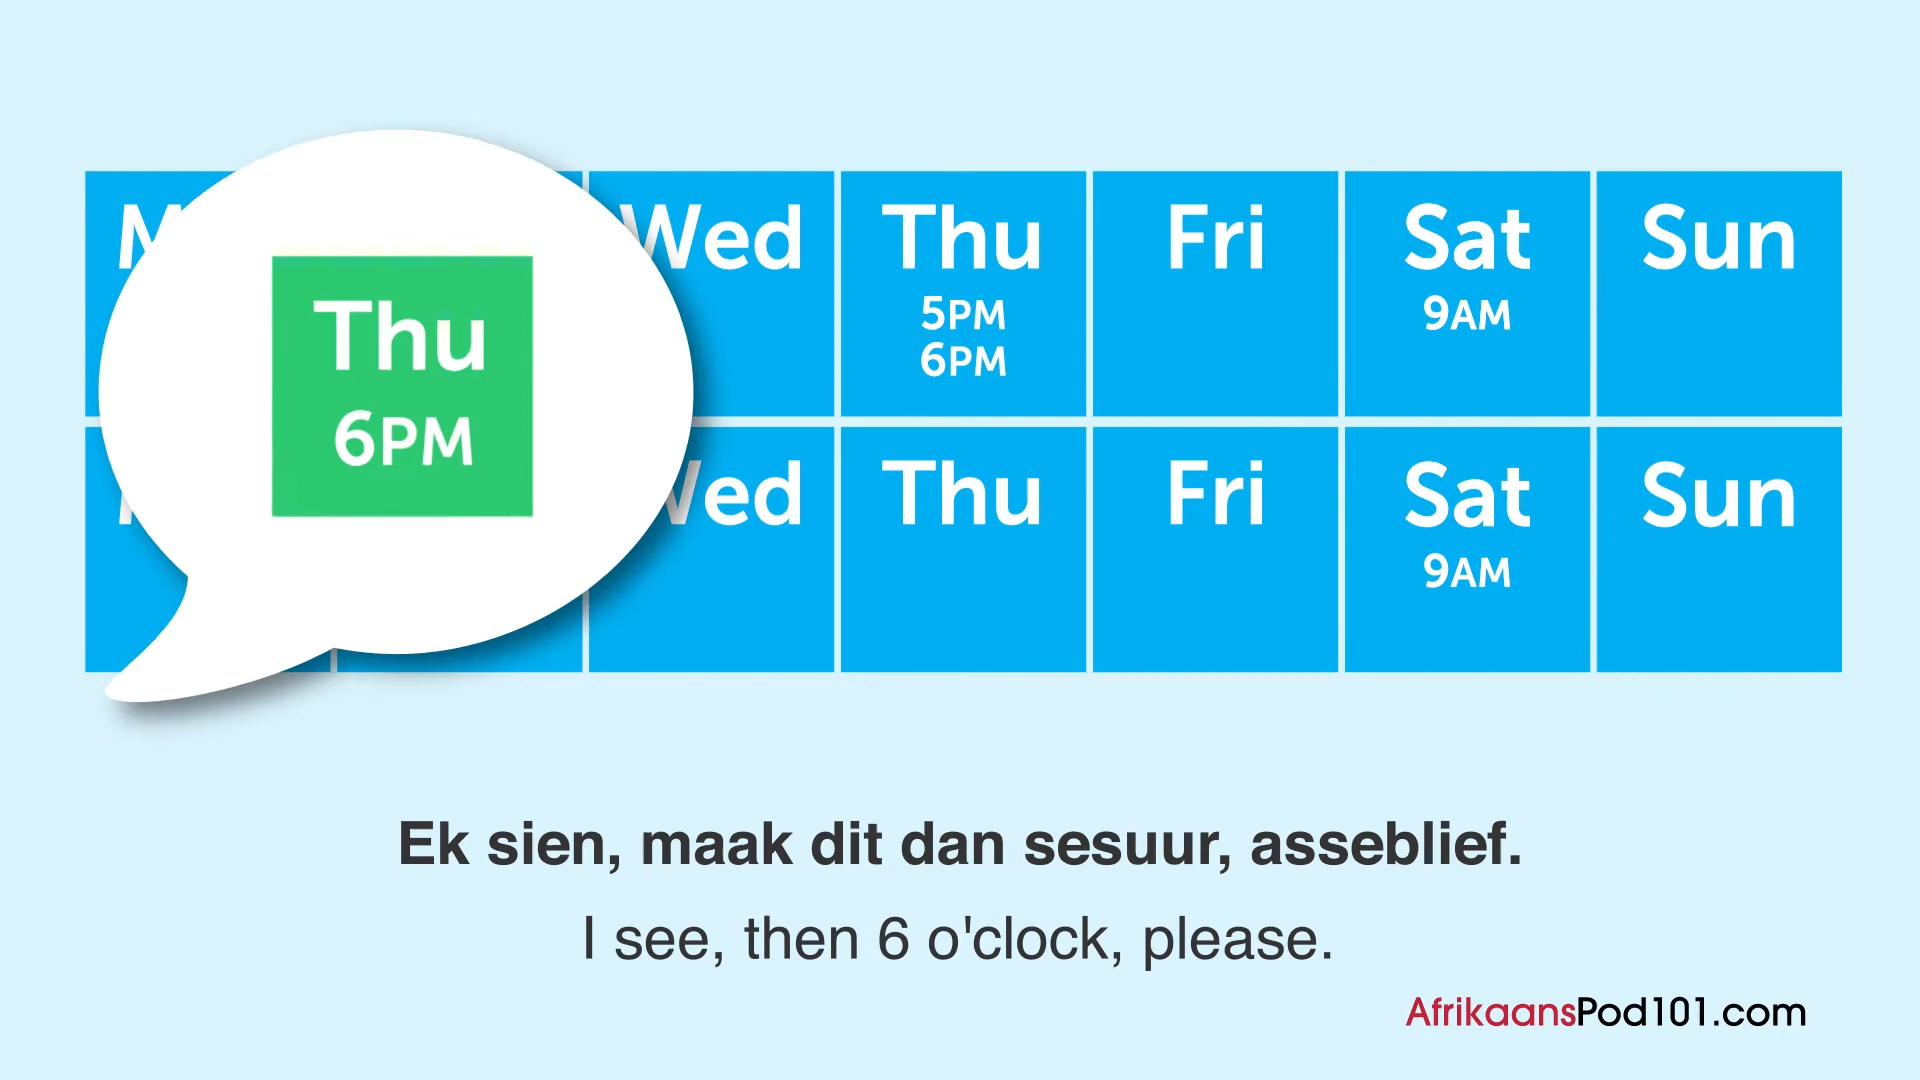 Wed Thu Fri Sat Sun
5PM 9AM
6PM
Thu
6PM
Thu Fri Sat Sun
9AM
Ek sien, maak dit dan sesuur, asseblief.
I see, then 6 o'clock, please.
AfrikaansPod101.com